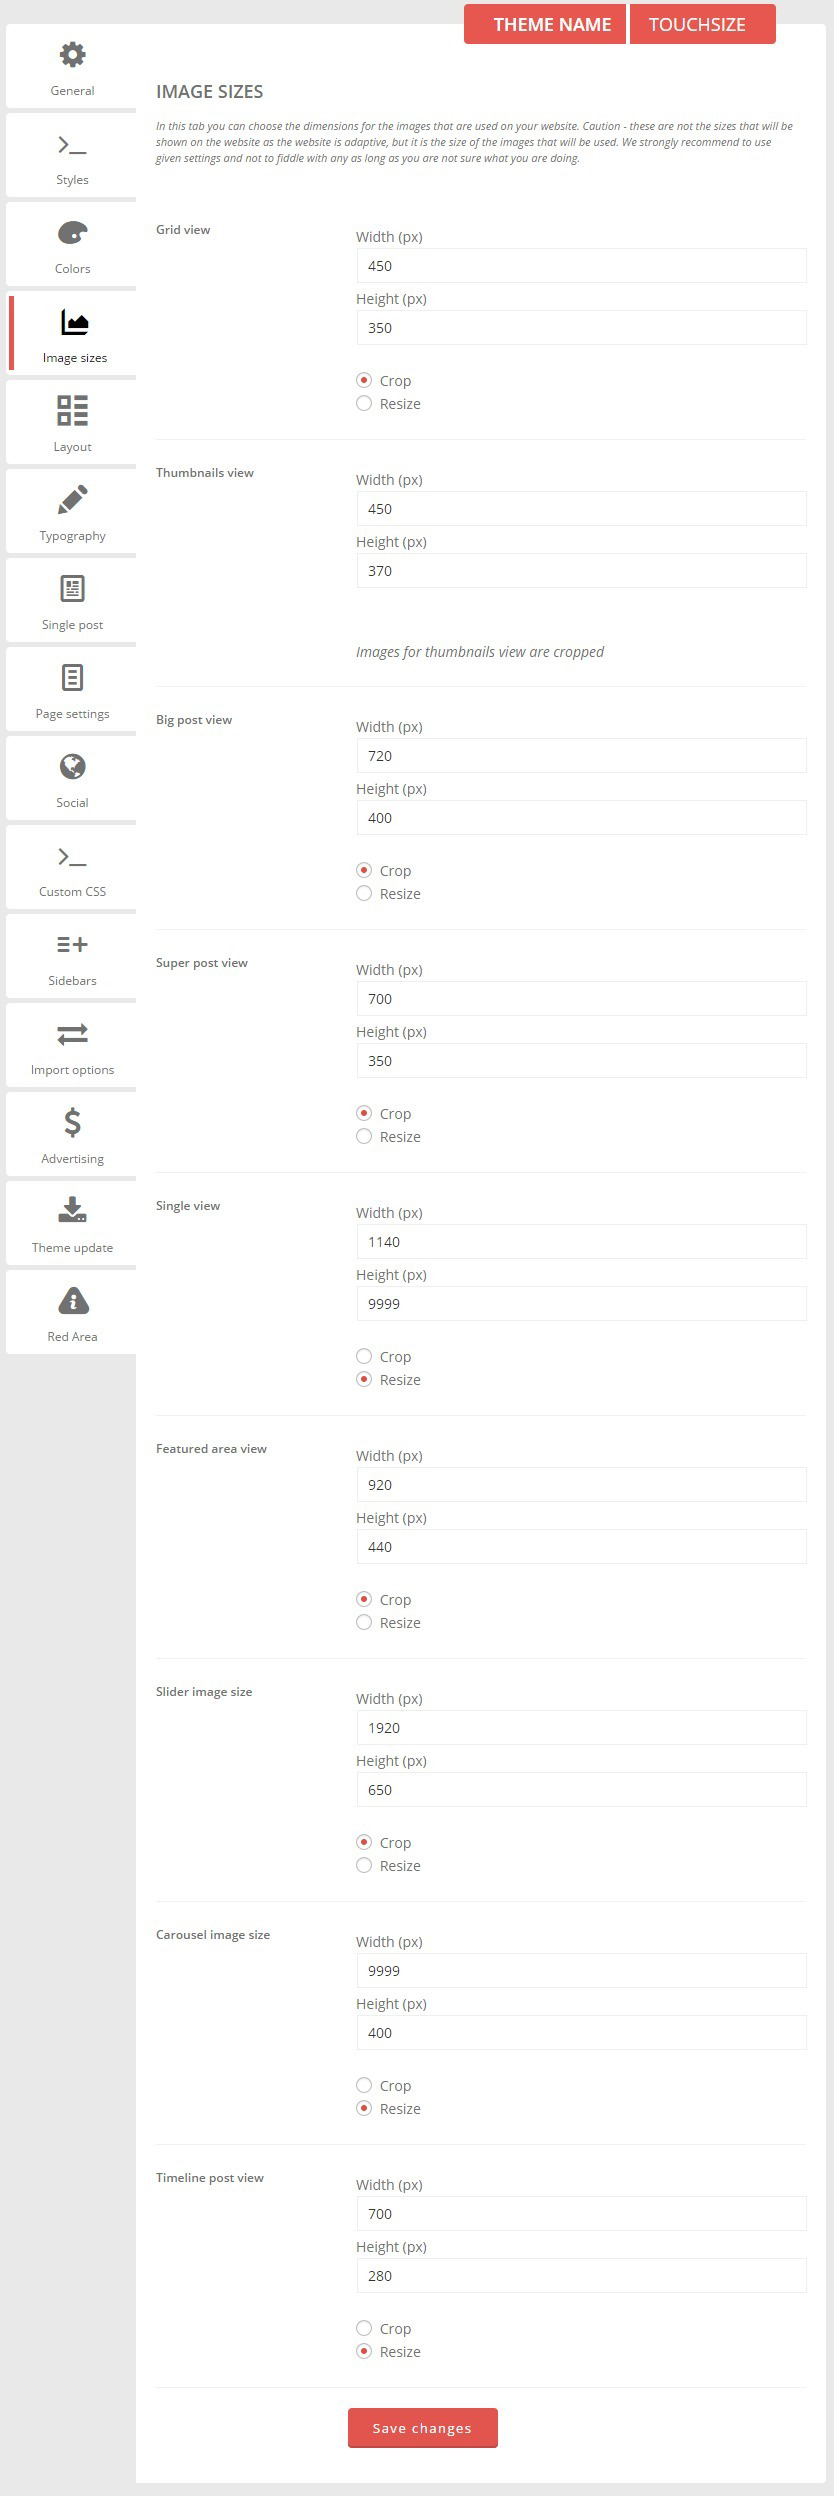 THEME NAME
TOUCHSIZE
General
Styles
Colors
Image sizes
Layout
Typography
Single post
Page settings
Social
Custom CSS
Sidebars
Import options
Advertising
Theme update
Red Area
IMAGE SIZES
In this tab you can choose the dimensions for the images that are used on your website. Caution - these are not the sizes that will be
shown on the website as the website is adaptive, but it is the size of the images that will be used. We strongly recommend to use
given settings and not to fiddle with any as long as you are not sure what you are doing.
Grid view
Width (px)
450
Height (px)
350
Crop
Resize
Thumbnails view
Width (px)
450
Height (px)
370
Images for thumbnails view are cropped
Big post view
Width (px)
720
Height (px)
400
Crop
Resize
Super post view
Width (px)
700
Height (px)
350
Crop
Resize
Single view
Width (px)
1140
Height (px)
9999
Crop
Resize
Featured area view
Width (px)
920
Height (px)
440
Crop
Resize
Slider image size
Width (px)
1920
Height (px)
650
Crop
Resize
Carousel image size
Width (px)
9999
Height (px)
400
Crop
Resize
Timeline post view
Width (px)
700
Height (px)
280
Crop
Resize
Save changes